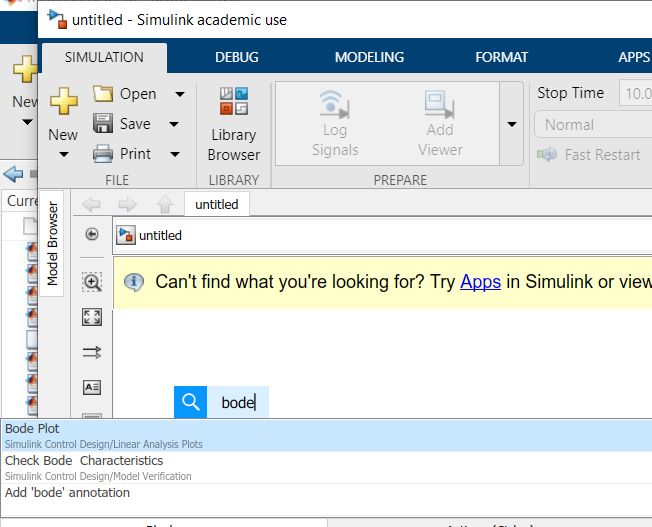 untitled - Simulink academic use
SIMULATION DEBUG MODELING FORMAT APPS
New
Open Stop Time 10.0
New Save Library Log Add Normal
Print Browser Signals Viewer Fast Restart
FILE LIBRARY PREPARE
Curre
untitled
Model Browser
untitled
Can't find what you're looking for? Try Apps in Simulink or view
bode
Bode Plot
Simulink Control Design/Linear Analysis Plots
Check Bode Characteristics
Simulink Control Design/Model Verification
Add 'bode' annotation